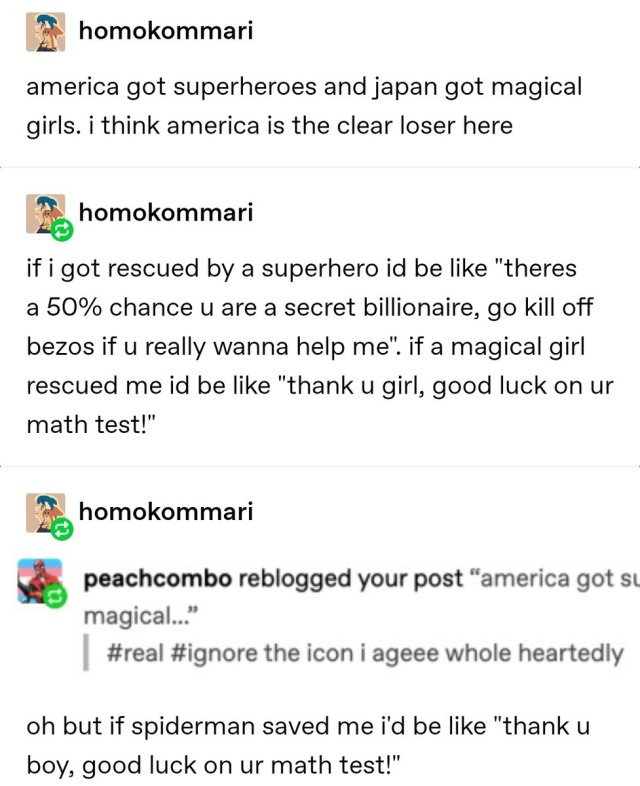 homokommari
america got superheroes and japan got magical
girls. i think america is the clear loser here
homokommari
if i got rescued by a superhero id be like "theres
a 50% chance u are a secret billionaire, go kill off
bezos if u really wanna help me". if a magical girl
rescued me id be like "thank u girl, good luck on ur
math test!"
homokommari
peachcombo reblogged your post “america got su
magical...”
#real #ignore the icon i ageee whole heartedly
oh but if spiderman saved me i'd be like "thank u
boy, good luck on ur math test!"